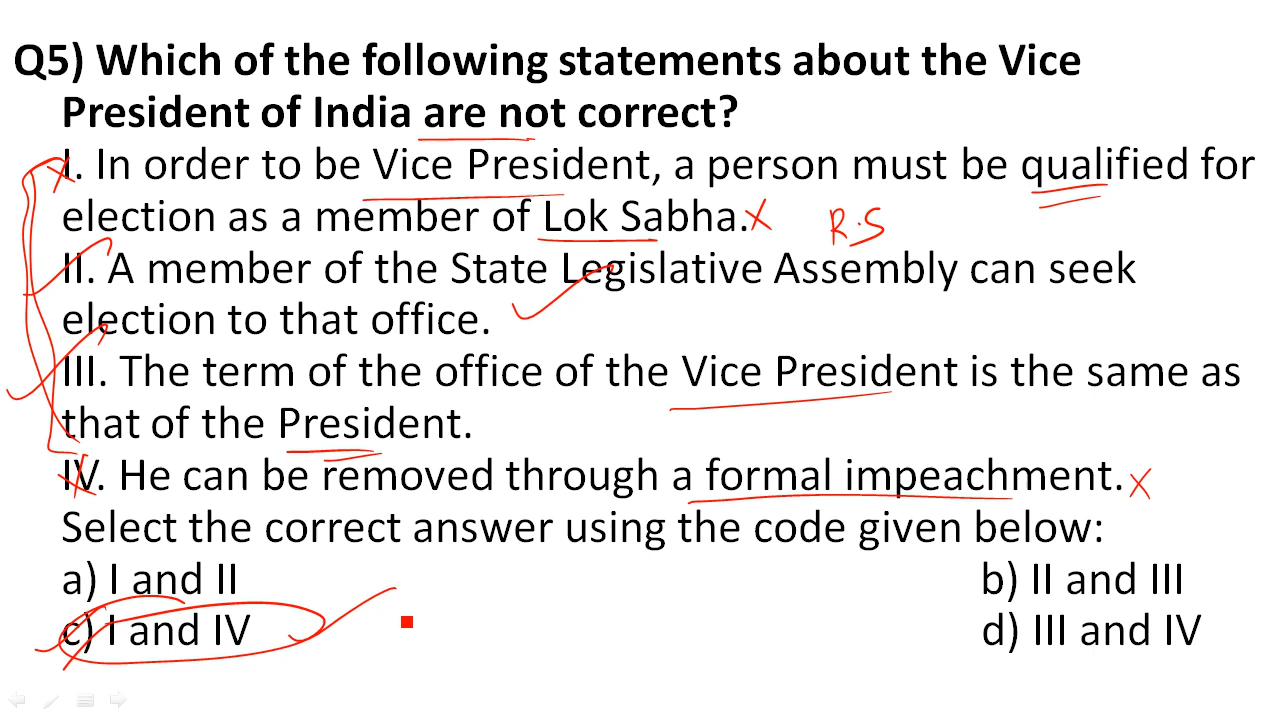 Q5) Which of the following statements about the Vice
President of India are not correct?
I. In order to be Vice President, a person must be qualified for
election as a member of Lok Sabha.
R.S
II. A member of the State Legislative Assembly can seek
election to that office.
III. The term of the office of the Vice President is the same as
that of the President.
IV. He can be removed through a formal impeachment.
Select the correct answer using the code given below:
a) I and II b) II and III
c) I and IV d) III and IV